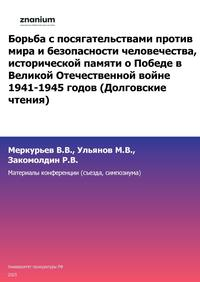 znanium
Борьба с посягательствами против
мира и безопасности человечества,
исторической памяти о Победе в
Великой Отечественной войне
1941-1945 годов (Долговские
чтения)
Меркурьев В.В., Ульянов М.В.,
Закомолдин Р.В.
Материалы конференции (съезда, симпозиума)
Университет прокуратуры РФ
2025